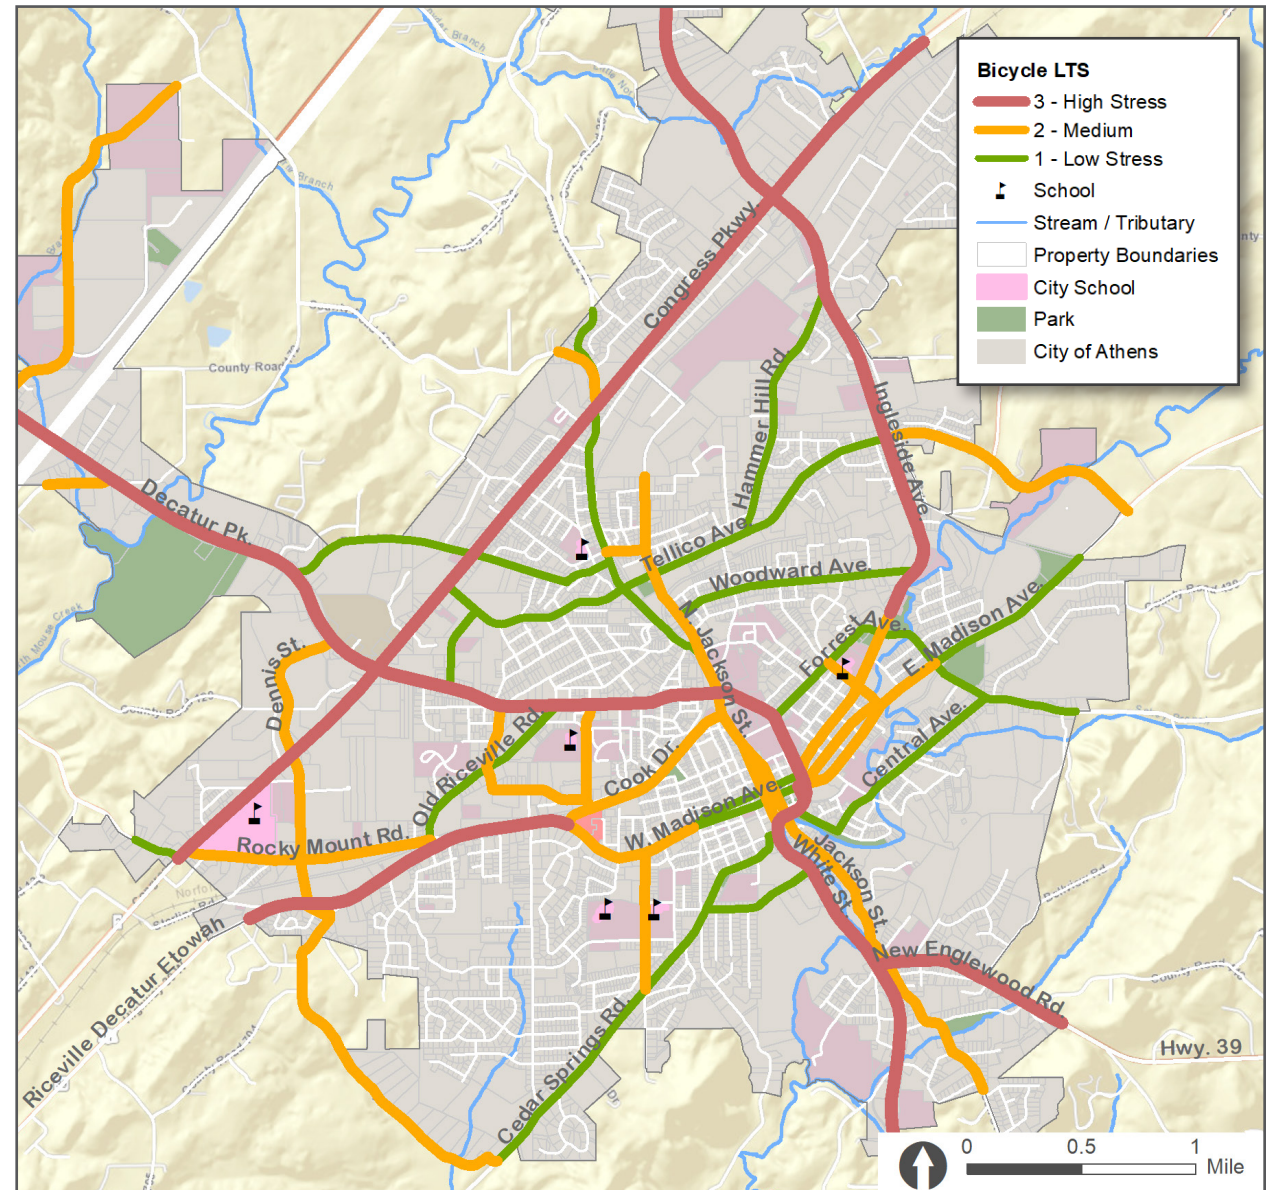 Bicycle LTS
3 - High Stress
2 - Medium
1 - Low Stress
School
Stream / Tributary
Property Boundaries
City School
Park
City of Athens
Congress Pkwy.
County Road
Hammer Hill Rd.
Ingleside Ave.
Decatur Pk.
Tellico Ave.
Woodward Ave.
N. Jackson St.
Forrest Ave.
E. Madison Ave.
Dennis St.
Old Riceville Rd.
Cook Dr.
Central Ave.
W. Madison Ave.
Rocky Mount Rd.
White St.
Jackson St.
New Englewood Rd.
Riceville Decatur Etowah
Cedar Springs Rd.
Dr
Hwy. 39
0 0.5 1
Mile